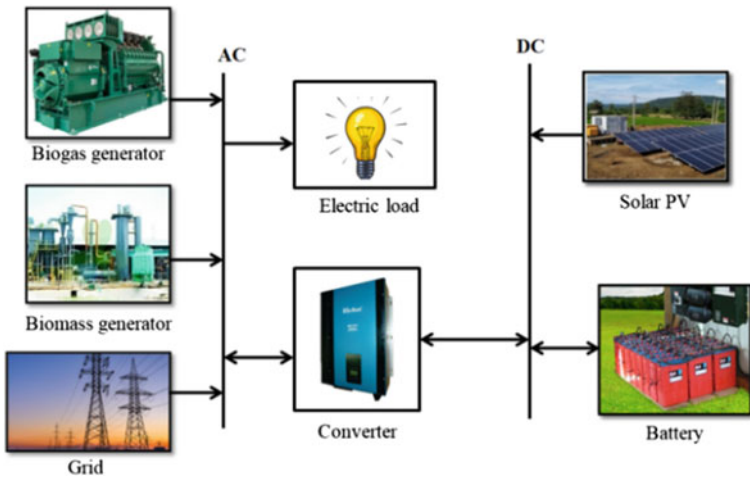 AC
DC
Biogas generator
Electric load
Solar PV
Biomass generator
Converter
Battery
Grid